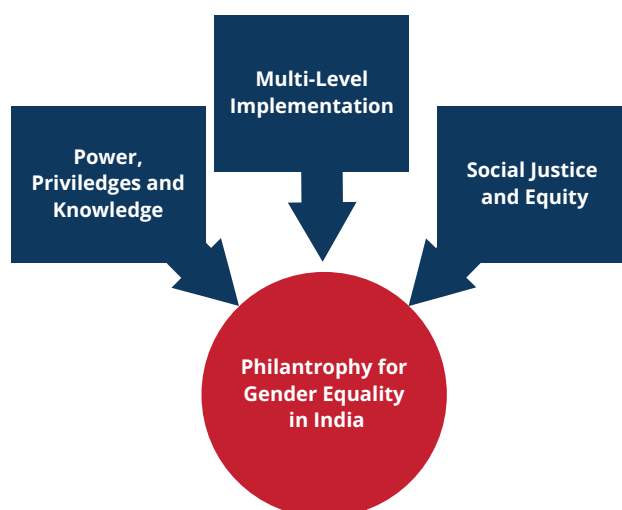 Multi-Level
Implementation
Power,
Priviledges and
Knowledge
Social Justice
and Equity
Philantrophy for
Gender Equality
in India